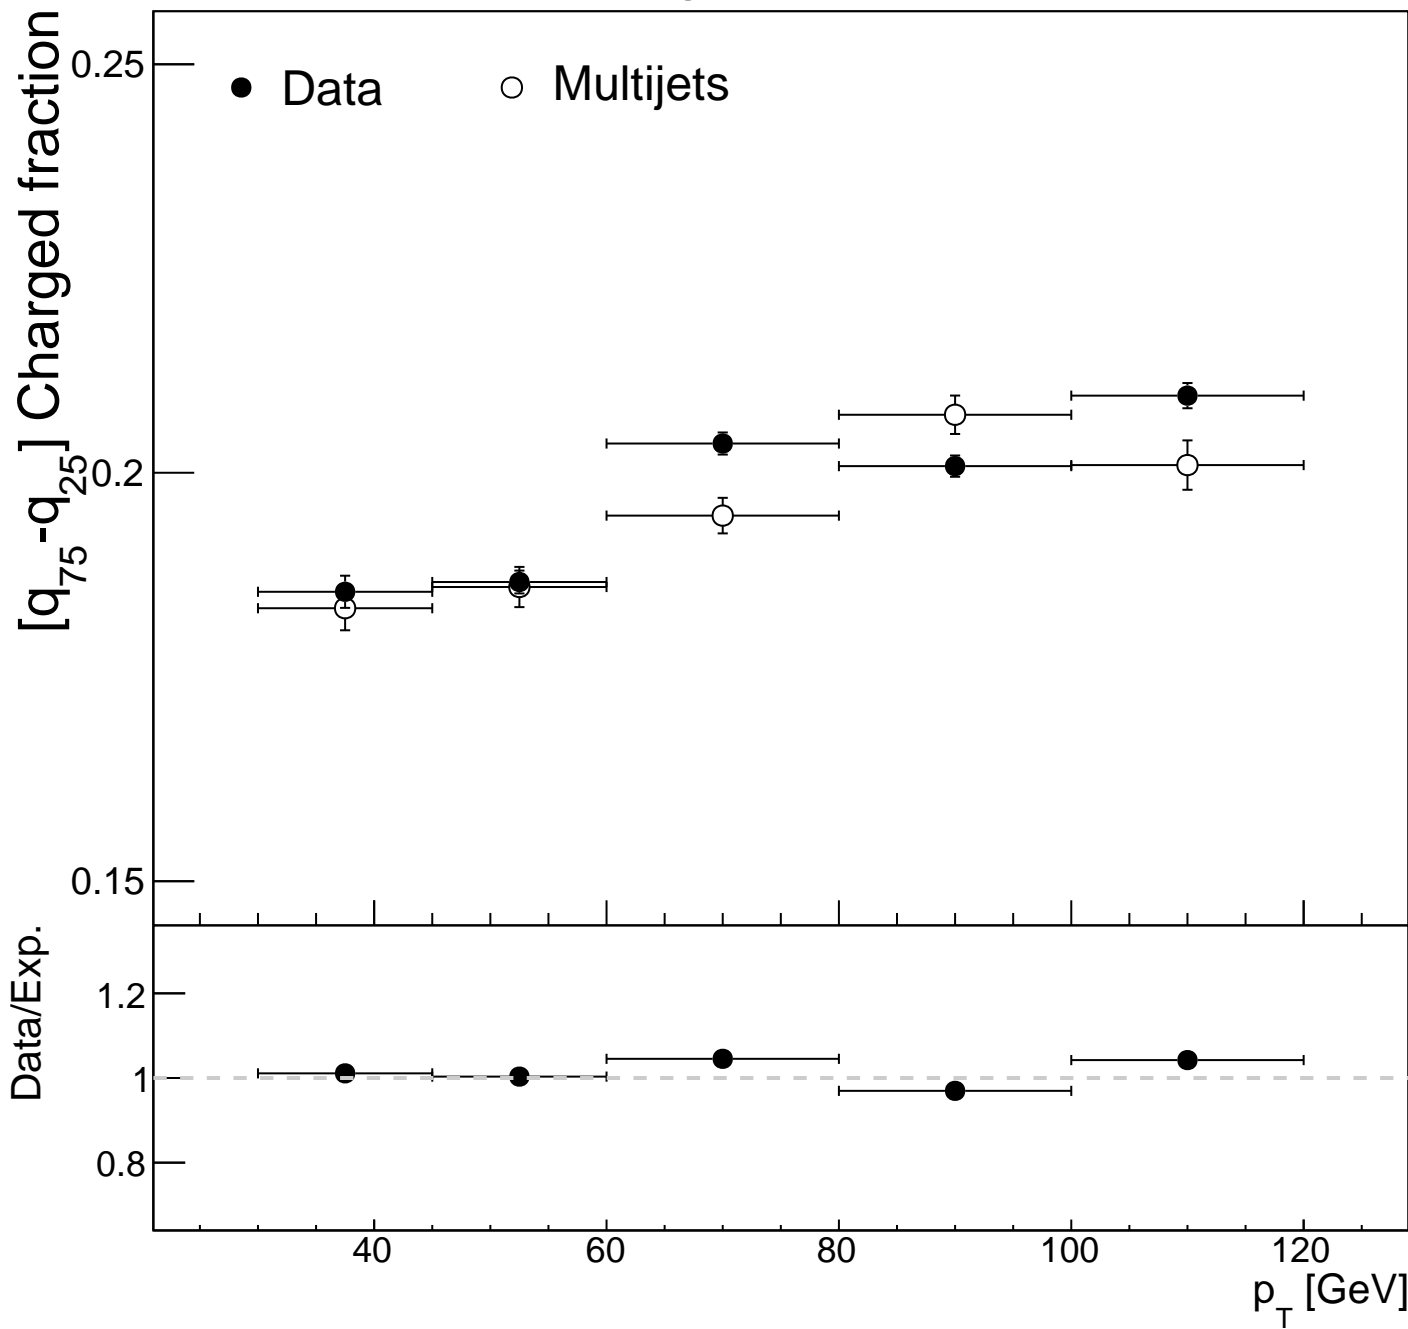 [q75-q25] Charged fraction
0.25
0.2
0.15
Data
Multijets
Data/Exp.
1.2
1
0.8
40 60 80 100 120
pT [GeV]